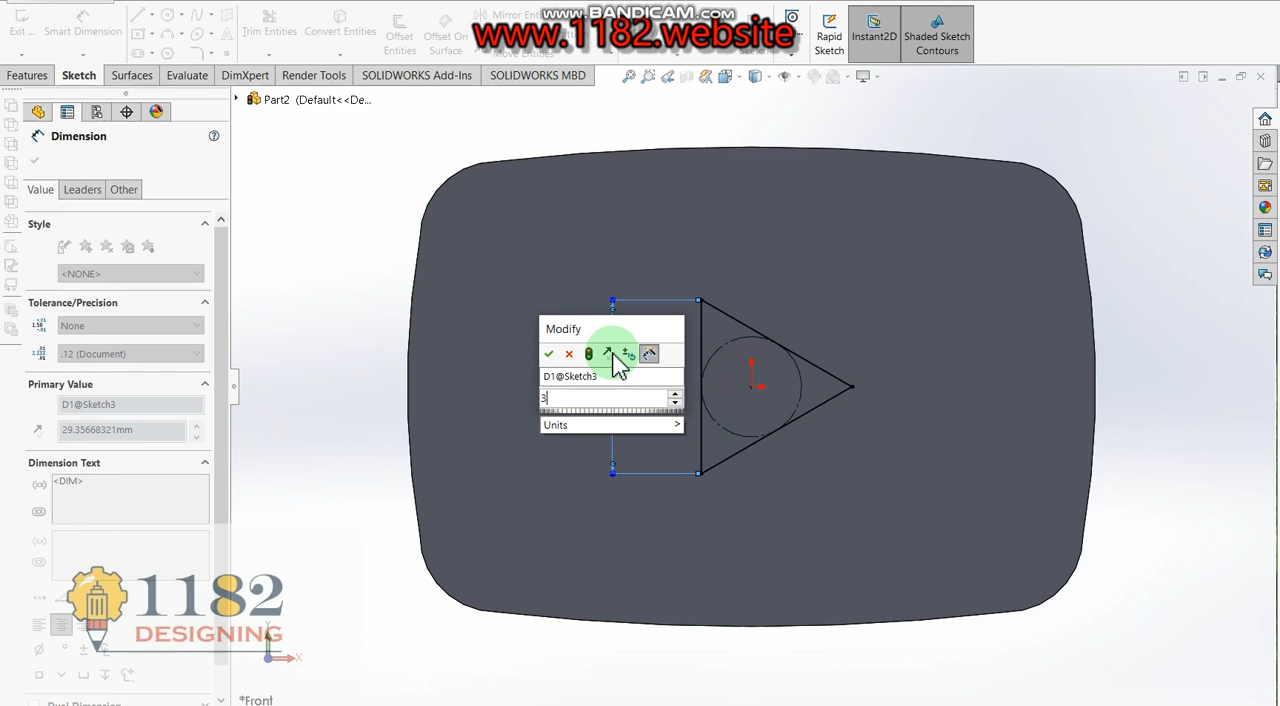 www.BANDICAM.com
www.1182.website
Exit ...
Smart Dimension
Trim Entities
Convert Entities
Offset Entities
Offset On Surface
Mirror Entities
Move Entities
Rapid Sketch
Instant2D
Shaded Sketch Contours
Features
Sketch
Surfaces
Evaluate
DimXpert
Render Tools
SOLIDWORKS Add-Ins
SOLIDWORKS MBD
Part2 (Default<<De...
Dimension
Value
Leaders
Other
Style
<NONE>
Tolerance/Precision
None
.12 (Document)
Primary Value
D1@Sketch3
29.35668321mm
Dimension Text
<DIM>
Modify
D1@Sketch3
3
Units
>
1182
DESIGNING
X
*Front
Dual Dimension